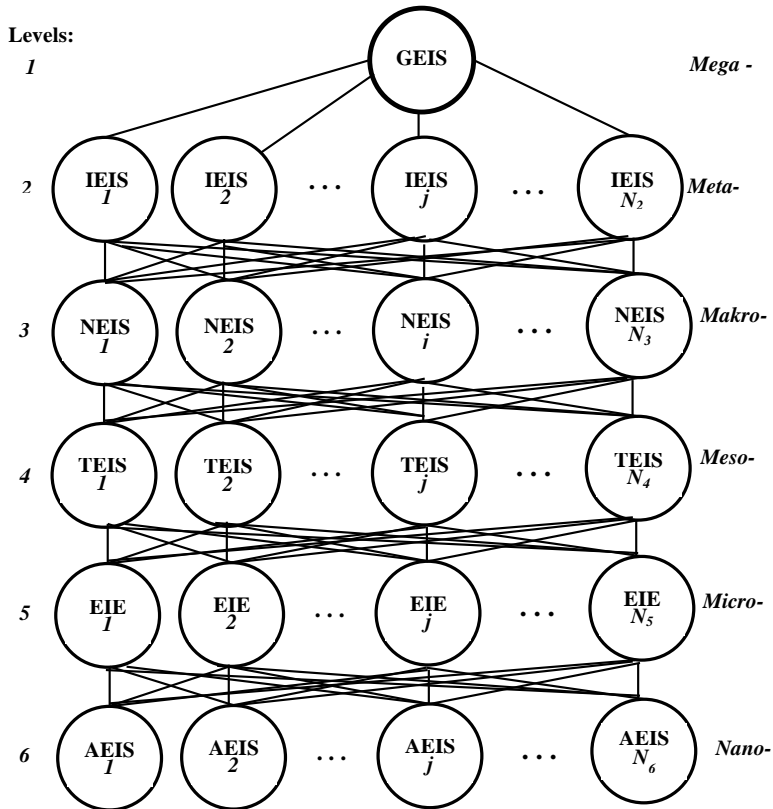 Levels:
1 GEIS Mega -
IEIS IEIS IEIS IEIS
2 1 2 ... j ... N₂ Meta-
NEIS NEIS NEIS NEIS
3 1 2 ... i ... N₃ Makro-
TEIS TEIS TEIS TEIS
4 1 2 ... j ... N₄ Meso-
EIE EIE EIE EIE
5 1 2 ... j ... N₅ Micro-
AEIS AEIS AEIS AEIS
6 1 2 ... j ... N₆ Nano-